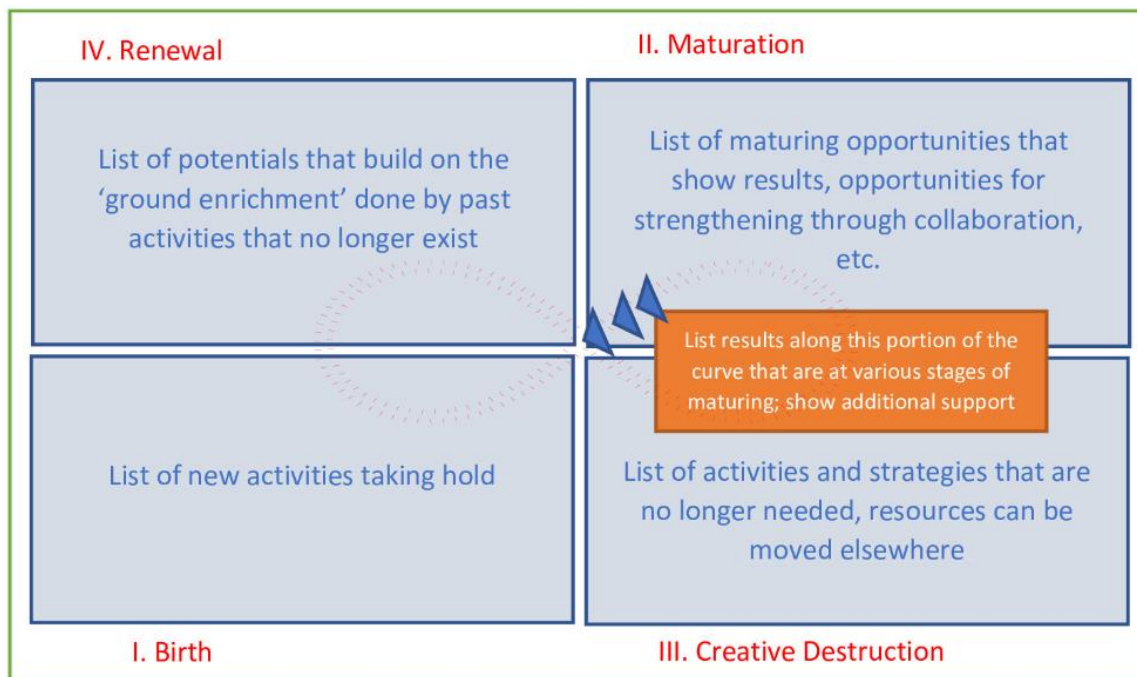 IV. Renewal
II. Maturation
List of potentials that build on the
‘ground enrichment’ done by past
activities that no longer exist
List of maturing opportunities that
show results, opportunities for
strengthening through collaboration,
etc.
List results along this portion of the
curve that are at various stages of
maturing; show additional support
List of new activities taking hold
List of activities and strategies that are
no longer needed, resources can be
moved elsewhere
I. Birth
III. Creative Destruction